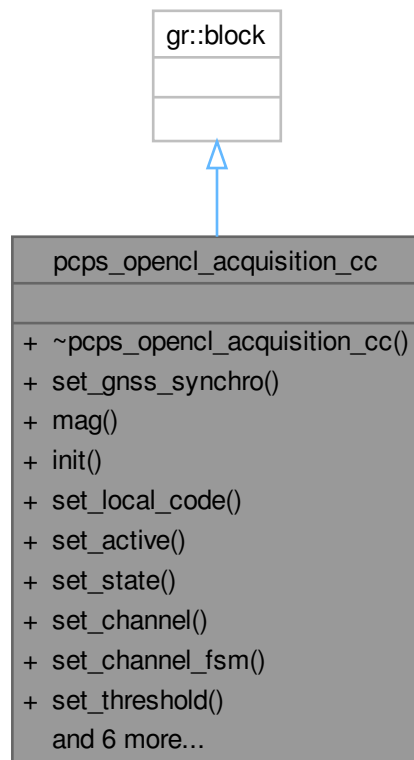 gr::block
pcps_opencl_acquisition_cc
+ ~pcps_opencl_acquisition_cc()
+ set_gnss_synchro()
+ mag()
+ init()
+ set_local_code()
+ set_active()
+ set_state()
+ set_channel()
+ set_channel_fsm()
+ set_threshold()
and 6 more...